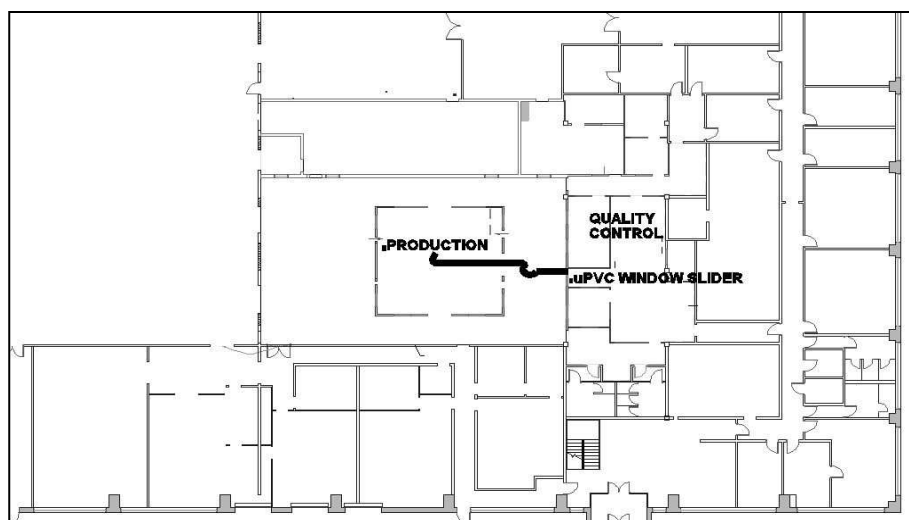 QUALITY
CONTROL
.PRODUCTION
.uPVC WINDOW SLIDER